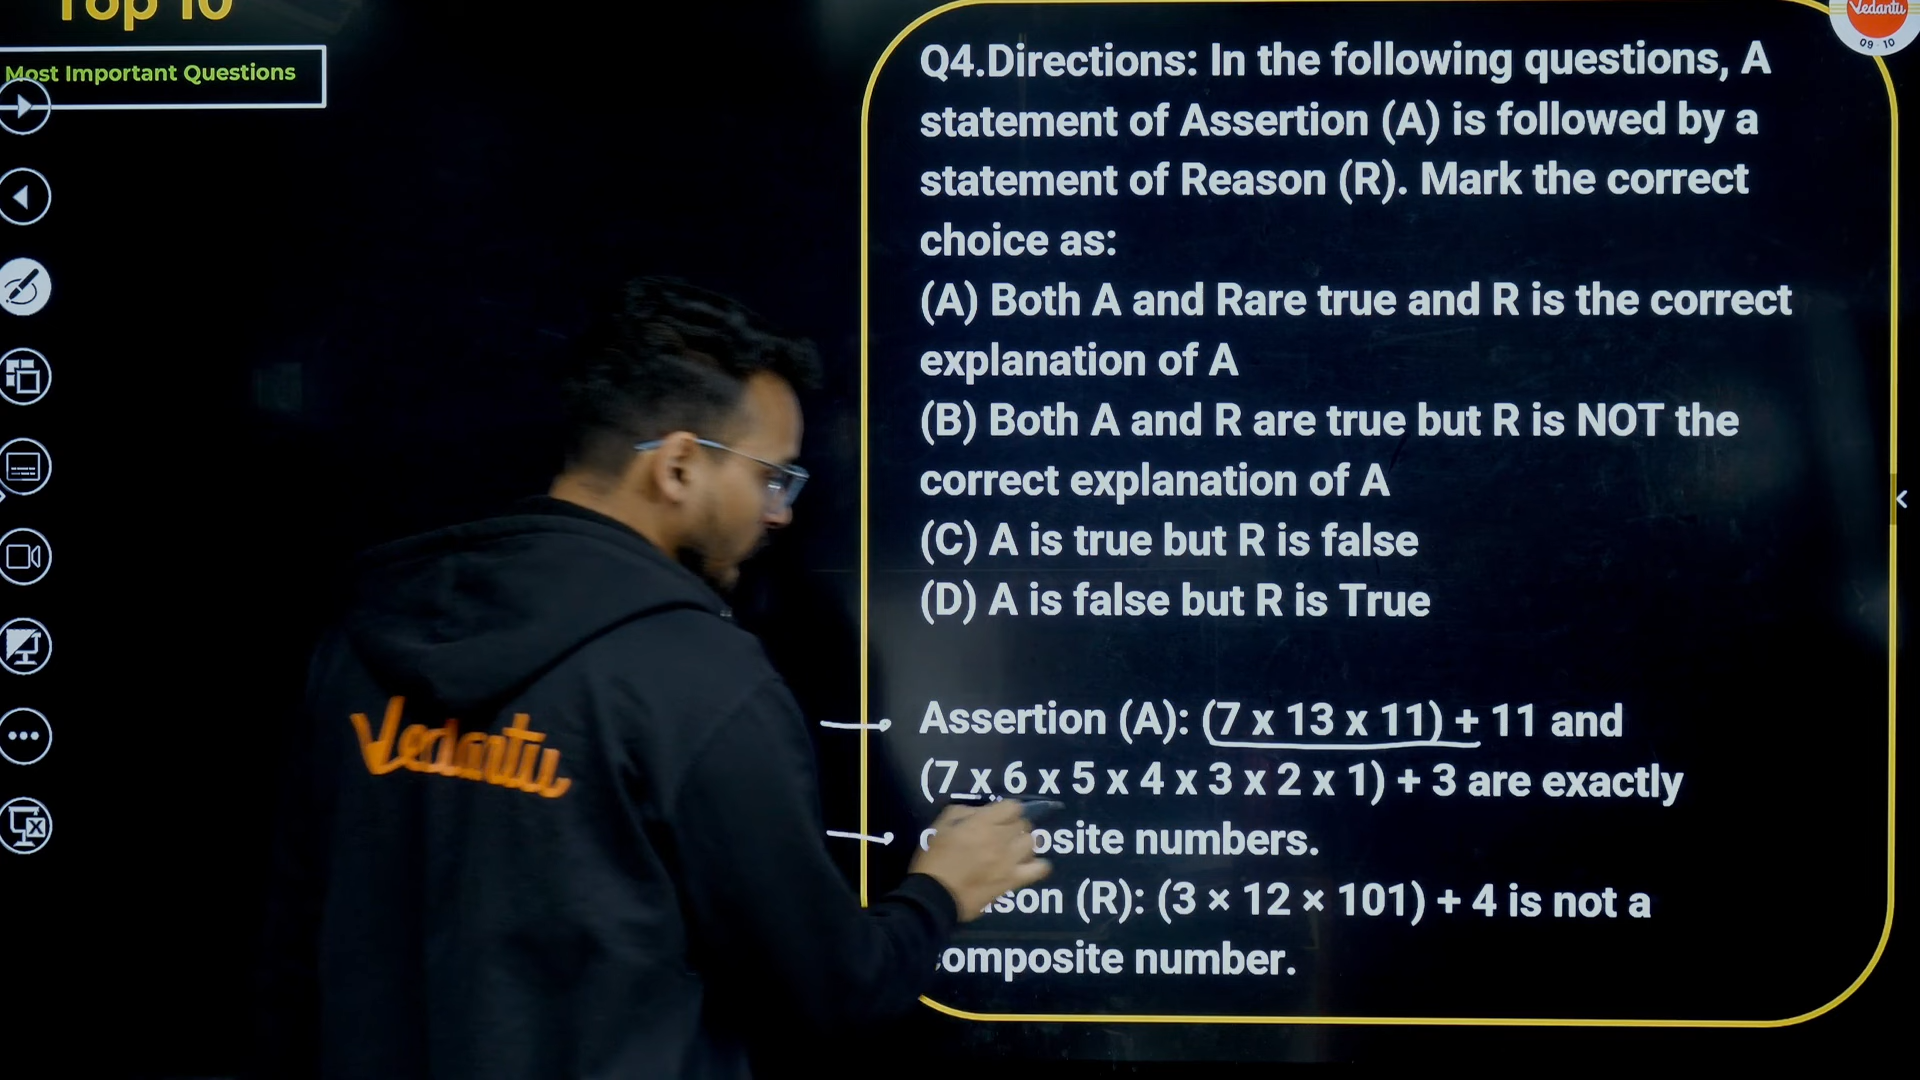 Top 10
Most Important Questions
Vedantu
09 - 10
Q4.Directions: In the following questions, A
statement of Assertion (A) is followed by a
statement of Reason (R). Mark the correct
choice as:
(A) Both A and Rare true and R is the correct
explanation of A
(B) Both A and R are true but R is NOT the
correct explanation of A
(C) A is true but R is false
(D) A is false but R is True
Assertion (A): (7 x 13 x 11) + 11 and
(7 x 6 x 5 x 4 x 3 x 2 x 1) + 3 are exactly
numbers.
(R): (3 × 12 × 101) + 4 is not a
composite number.
Vedantu